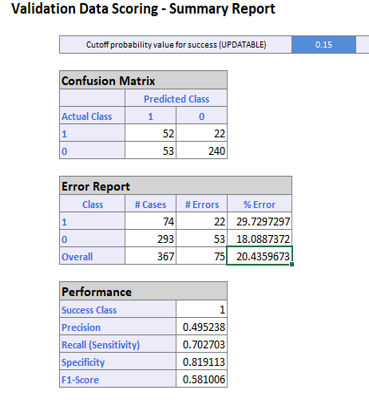 Validation Data Scoring - Summary Report
Cutoff probability value for success (UPDATABLE) 0.15
Confusion Matrix
Predicted Class
Actual Class 1 0
1 52 22
0 53 240
Error Report
Class # Cases # Errors % Error
1 74 22 29.7297297
0 293 53 18.0887372
Overall 367 75 20.4359673
Performance
Success Class 1
Precision 0.495238
Recall (Sensitivity) 0.702703
Specificity 0.819113
F1-Score 0.581006